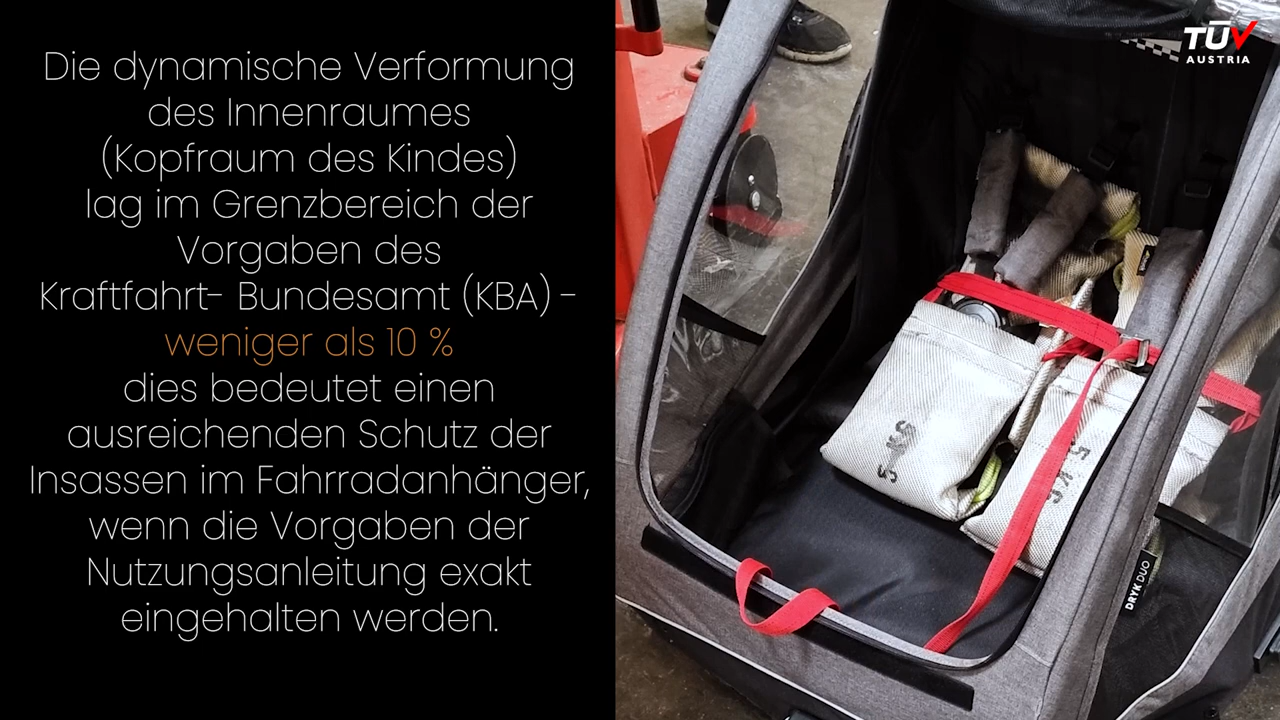 Die dynamische Verformung
des Innenraumes
(Kopfraum des Kindes)
lag im Grenzbereich der
Vorgaben des
Kraftfahrt- Bundesamt (KBA) -
weniger als 10 %
dies bedeutet einen
ausreichenden Schutz der
Insassen im Fahrradanhänger,
wenn die Vorgaben der
Nutzungsanleitung exakt
eingehalten werden.
TÜV
AUSTRIA
5 KG
DRYK DUO